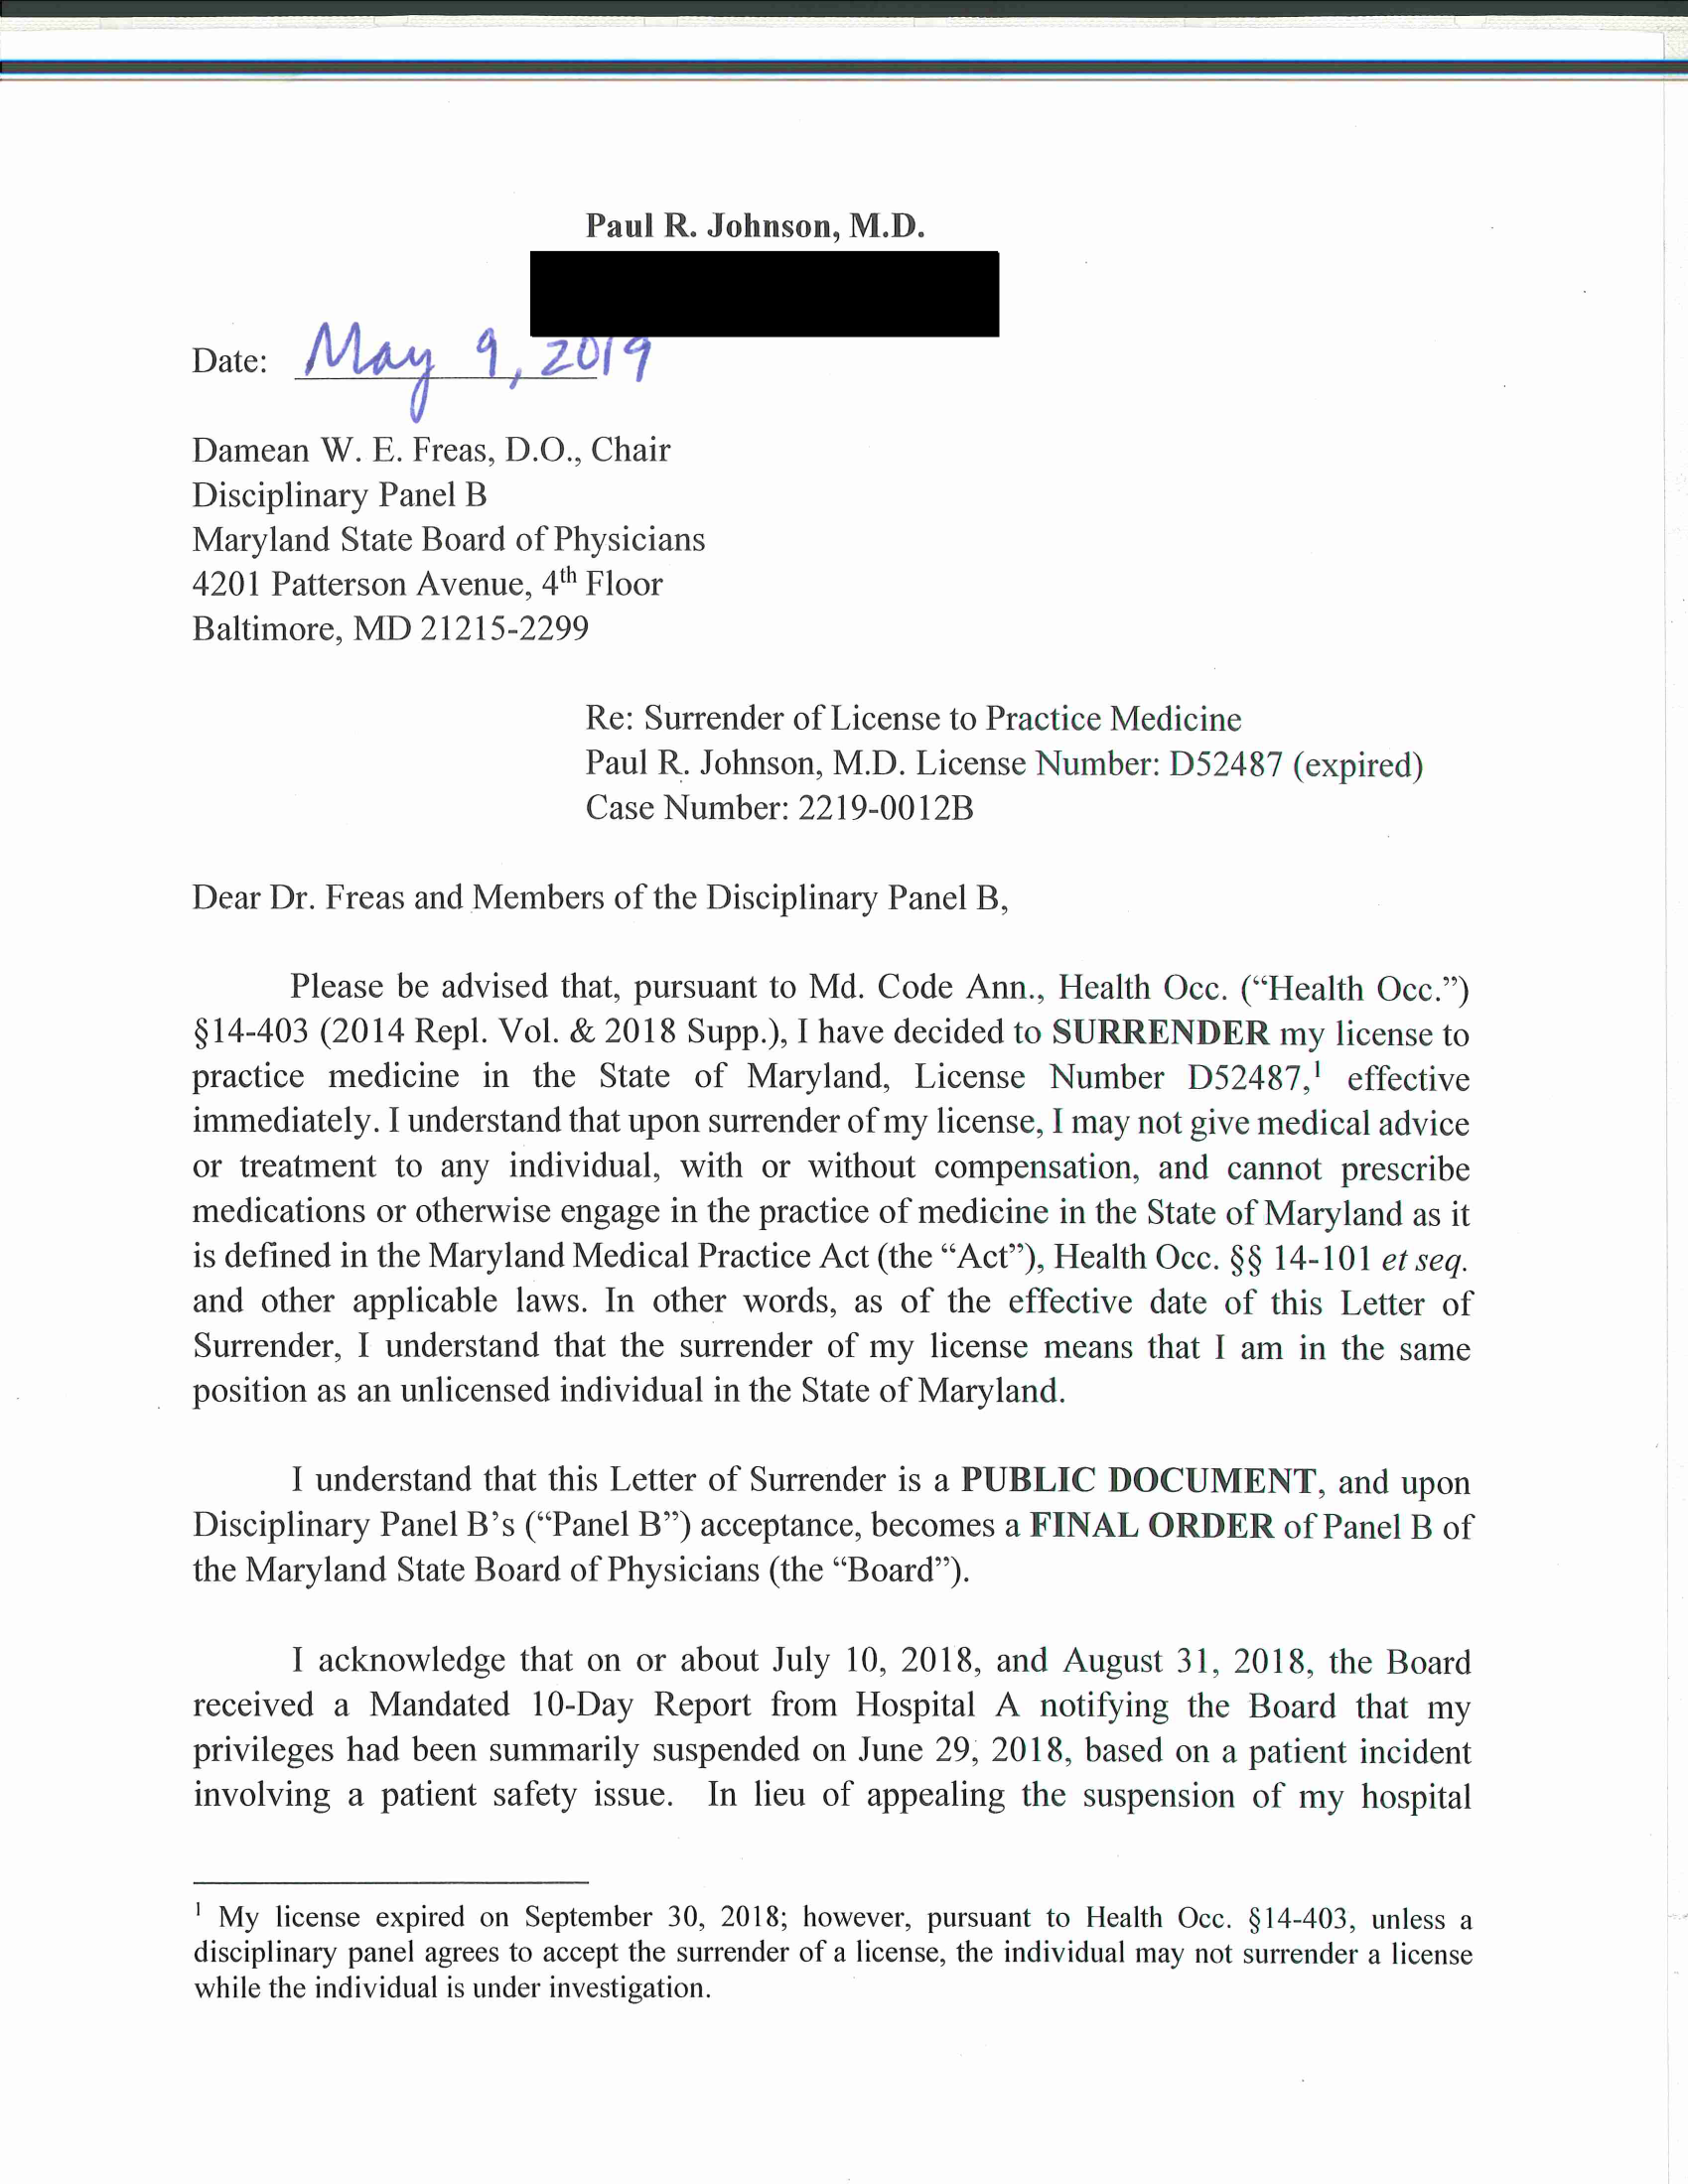 Paul R. Johnson, M.D.
Date: May 9, 2019
Damean W. E. Freas, D.O., Chair
Disciplinary Panel B
Maryland State Board of Physicians
4201 Patterson Avenue, 4th Floor
Baltimore, MD 21215-2299
Re: Surrender of License to Practice Medicine
Paul R. Johnson, M.D. License Number: D52487 (expired)
Case Number: 2219-0012B
Dear Dr. Freas and Members of the Disciplinary Panel B,
Please be advised that, pursuant to Md. Code Ann., Health Occ. (“Health Occ.”)
§14-403 (2014 Repl. Vol. & 2018 Supp.), I have decided to SURRENDER my license to
practice medicine in the State of Maryland, License Number D52487,¹ effective
immediately. I understand that upon surrender of my license, I may not give medical advice
or treatment to any individual, with or without compensation, and cannot prescribe
medications or otherwise engage in the practice of medicine in the State of Maryland as it
is defined in the Maryland Medical Practice Act (the “Act”), Health Occ. §§ 14-101 et seq.
and other applicable laws. In other words, as of the effective date of this Letter of
Surrender, I understand that the surrender of my license means that I am in the same
position as an unlicensed individual in the State of Maryland.
I understand that this Letter of Surrender is a PUBLIC DOCUMENT, and upon
Disciplinary Panel B’s (“Panel B”) acceptance, becomes a FINAL ORDER of Panel B of
the Maryland State Board of Physicians (the “Board”).
I acknowledge that on or about July 10, 2018, and August 31, 2018, the Board
received a Mandated 10-Day Report from Hospital A notifying the Board that my
privileges had been summarily suspended on June 29, 2018, based on a patient incident
involving a patient safety issue. In lieu of appealing the suspension of my hospital
¹ My license expired on September 30, 2018; however, pursuant to Health Occ. §14-403, unless a
disciplinary panel agrees to accept the surrender of a license, the individual may not surrender a license
while the individual is under investigation.